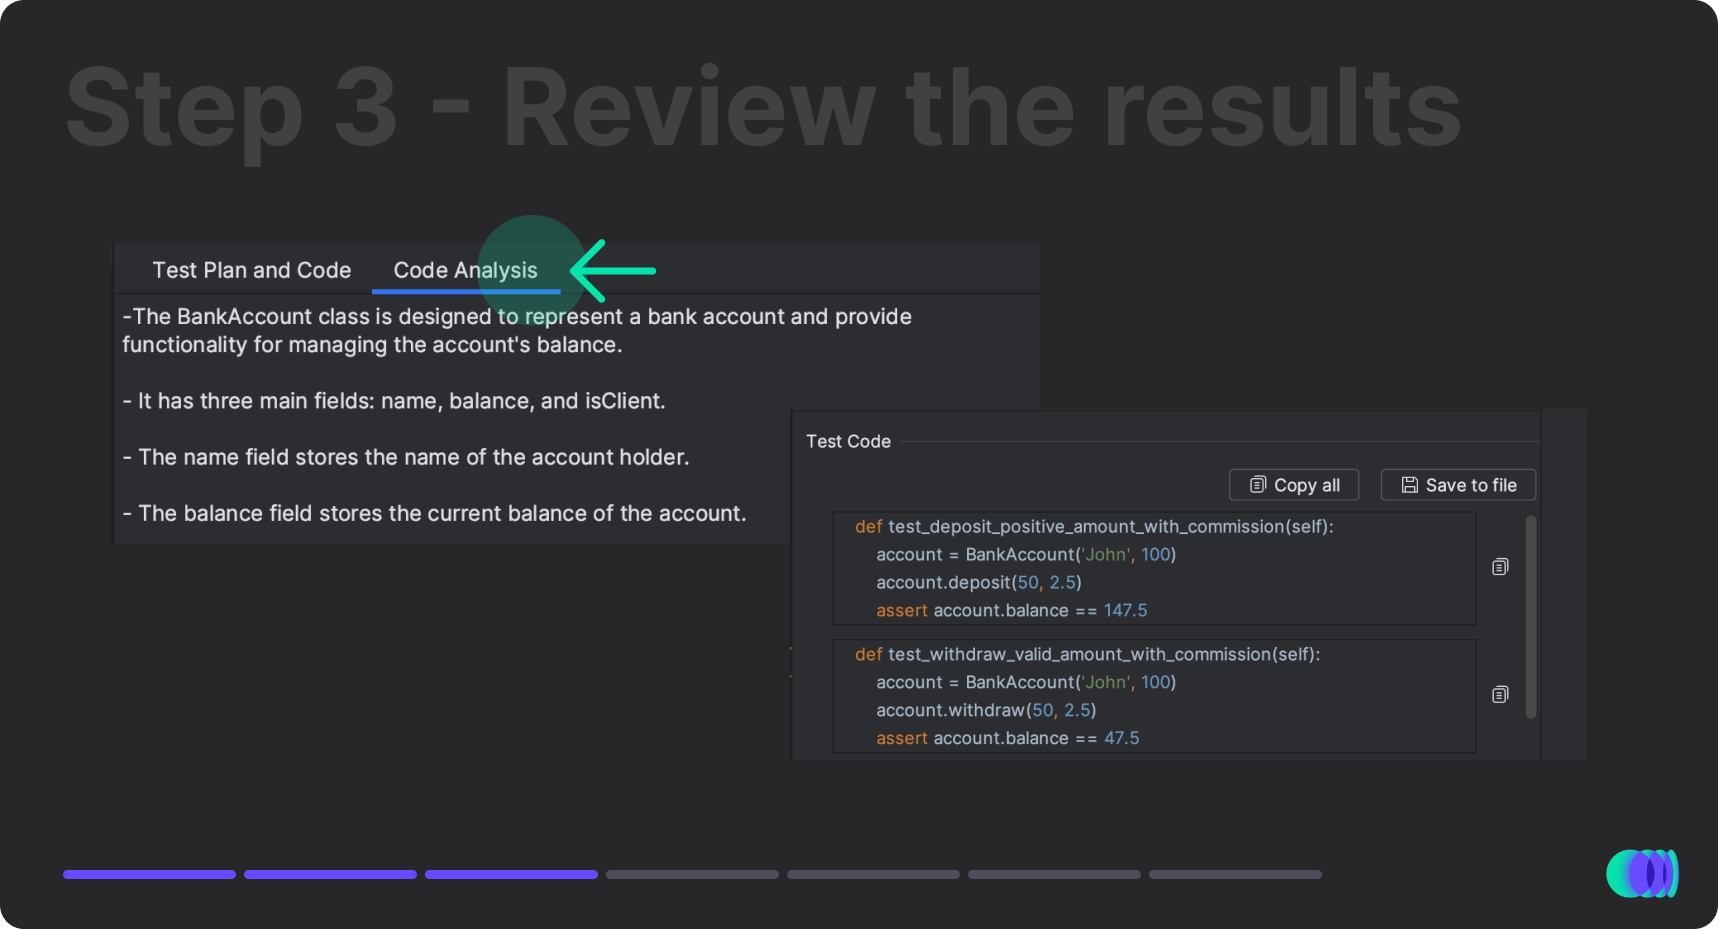 Step 3 - Review the results
Test Plan and Code Code Analysis
-The BankAccount class is designed to represent a bank account and provide
functionality for managing the account's balance.
- It has three main fields: name, balance, and isClient.
- The name field stores the name of the account holder.
- The balance field stores the current balance of the account.
Test Code
Copy all Save to file
def test_deposit_positive_amount_with_commission(self):
account = BankAccount('John', 100)
account.deposit(50, 2.5)
assert account.balance == 147.5
def test_withdraw_valid_amount_with_commission(self):
account = BankAccount('John', 100)
account.withdraw(50, 2.5)
assert account.balance == 47.5